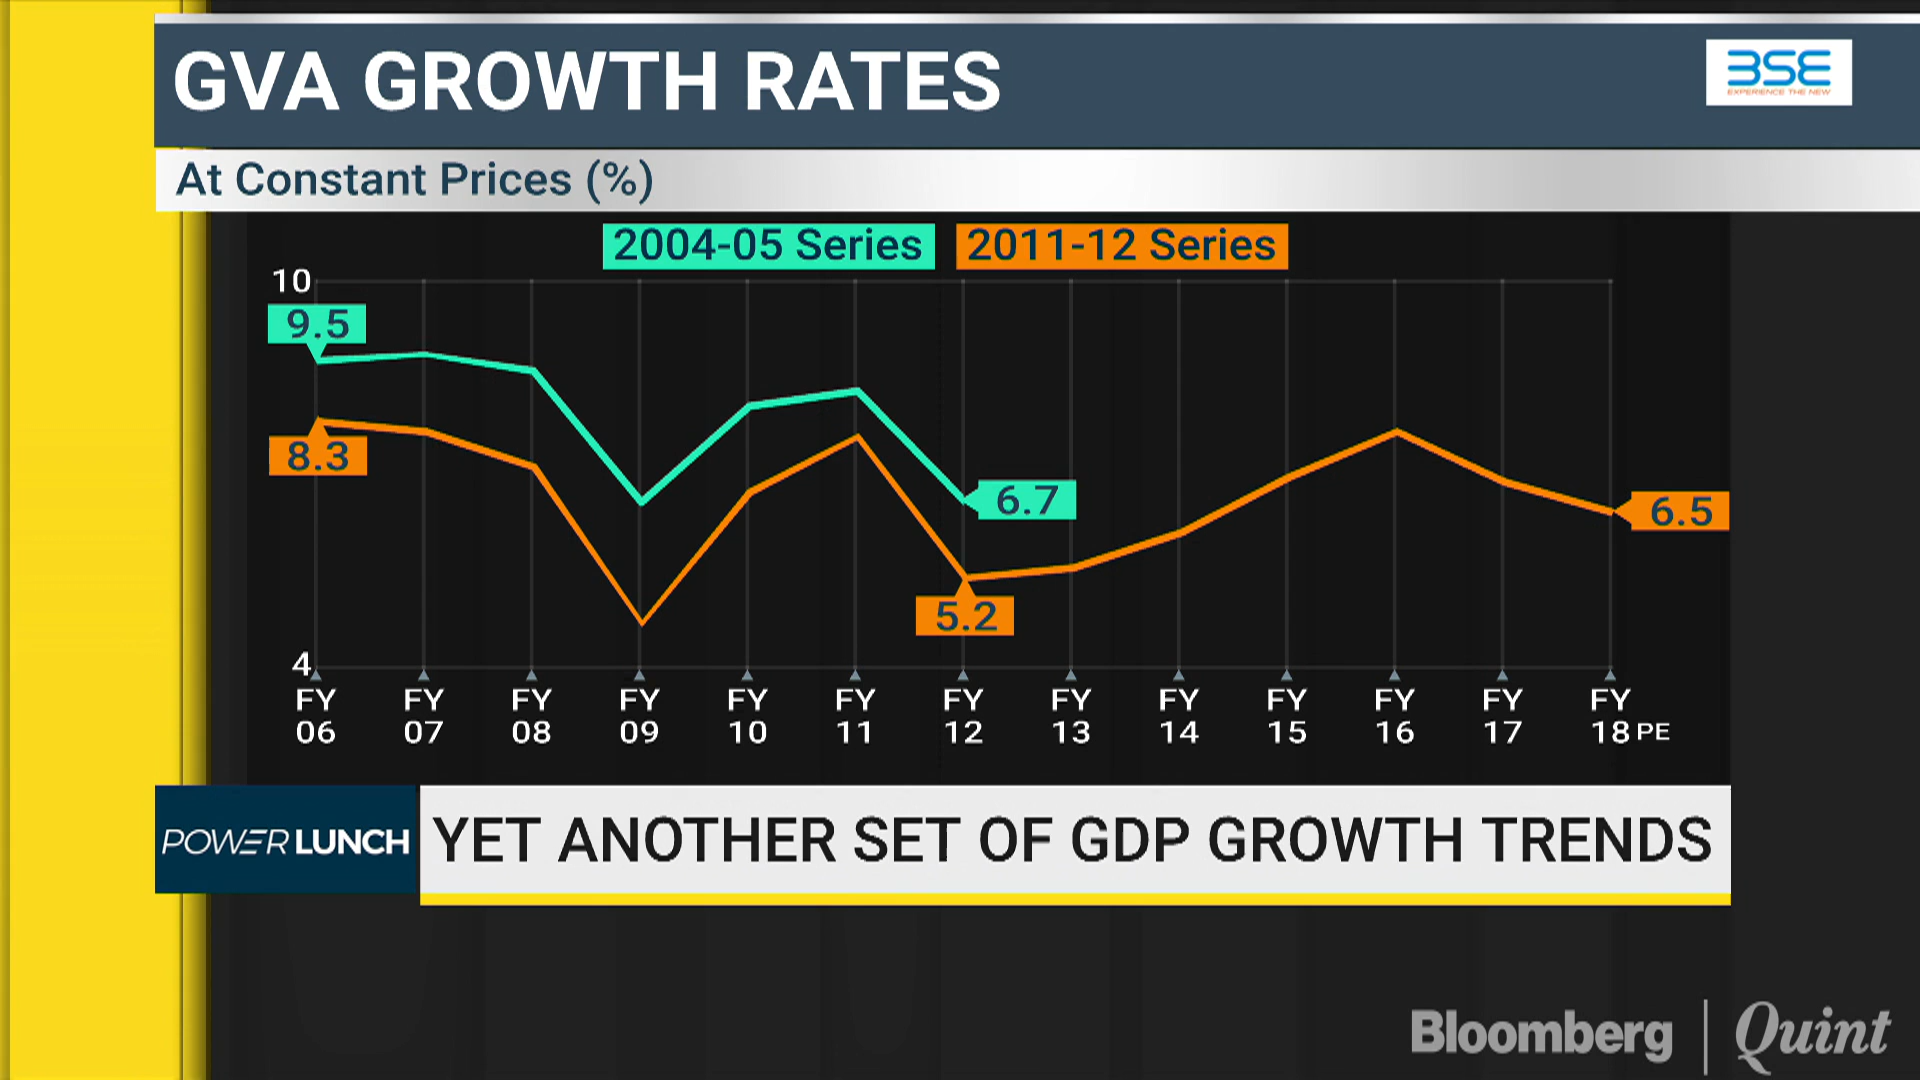 GVA GROWTH RATES
BSE
EXPERIENCE THE NEW
At Constant Prices (%)
2004-05 Series
2011-12 Series
10
9.5
8.3
6.7
6.5
5.2
4
FY 06
FY 07
FY 08
FY 09
FY 10
FY 11
FY 12
FY 13
FY 14
FY 15
FY 16
FY 17
FY 18 PE
POWER LUNCH
YET ANOTHER SET OF GDP GROWTH TRENDS
Bloomberg | Quint